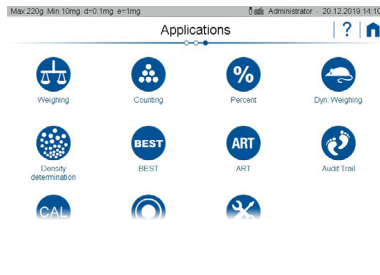 Max 220g Min 10mg d=0.1mg e=1mg Administrator - 20.12.2019 14:10
Applications
?
%
Weighing Counting Percent Dyn. Weighing
BEST ART
Density determination BEST ART Audit Trail
CAL